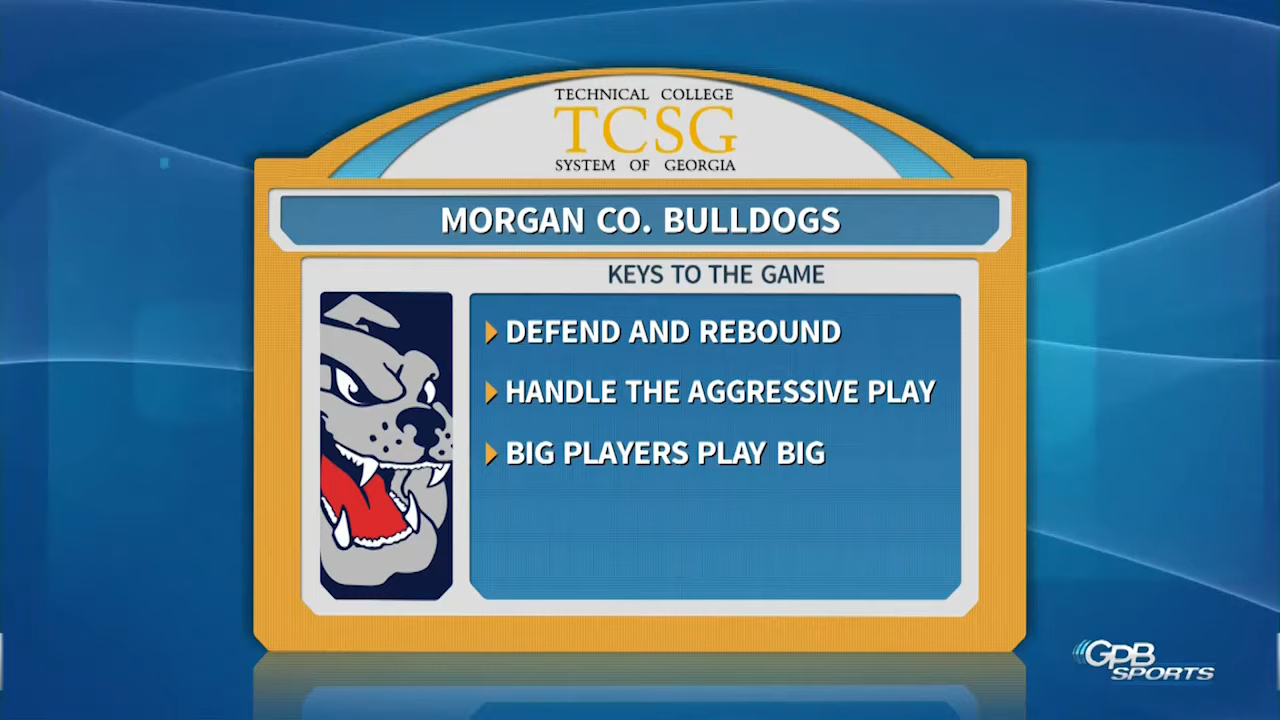 TECHNICAL COLLEGE
TCSG
SYSTEM OF GEORGIA
MORGAN CO. BULLDOGS
KEYS TO THE GAME
DEFEND AND REBOUND
HANDLE THE AGGRESSIVE PLAY
BIG PLAYERS PLAY BIG
GPB
SPORTS